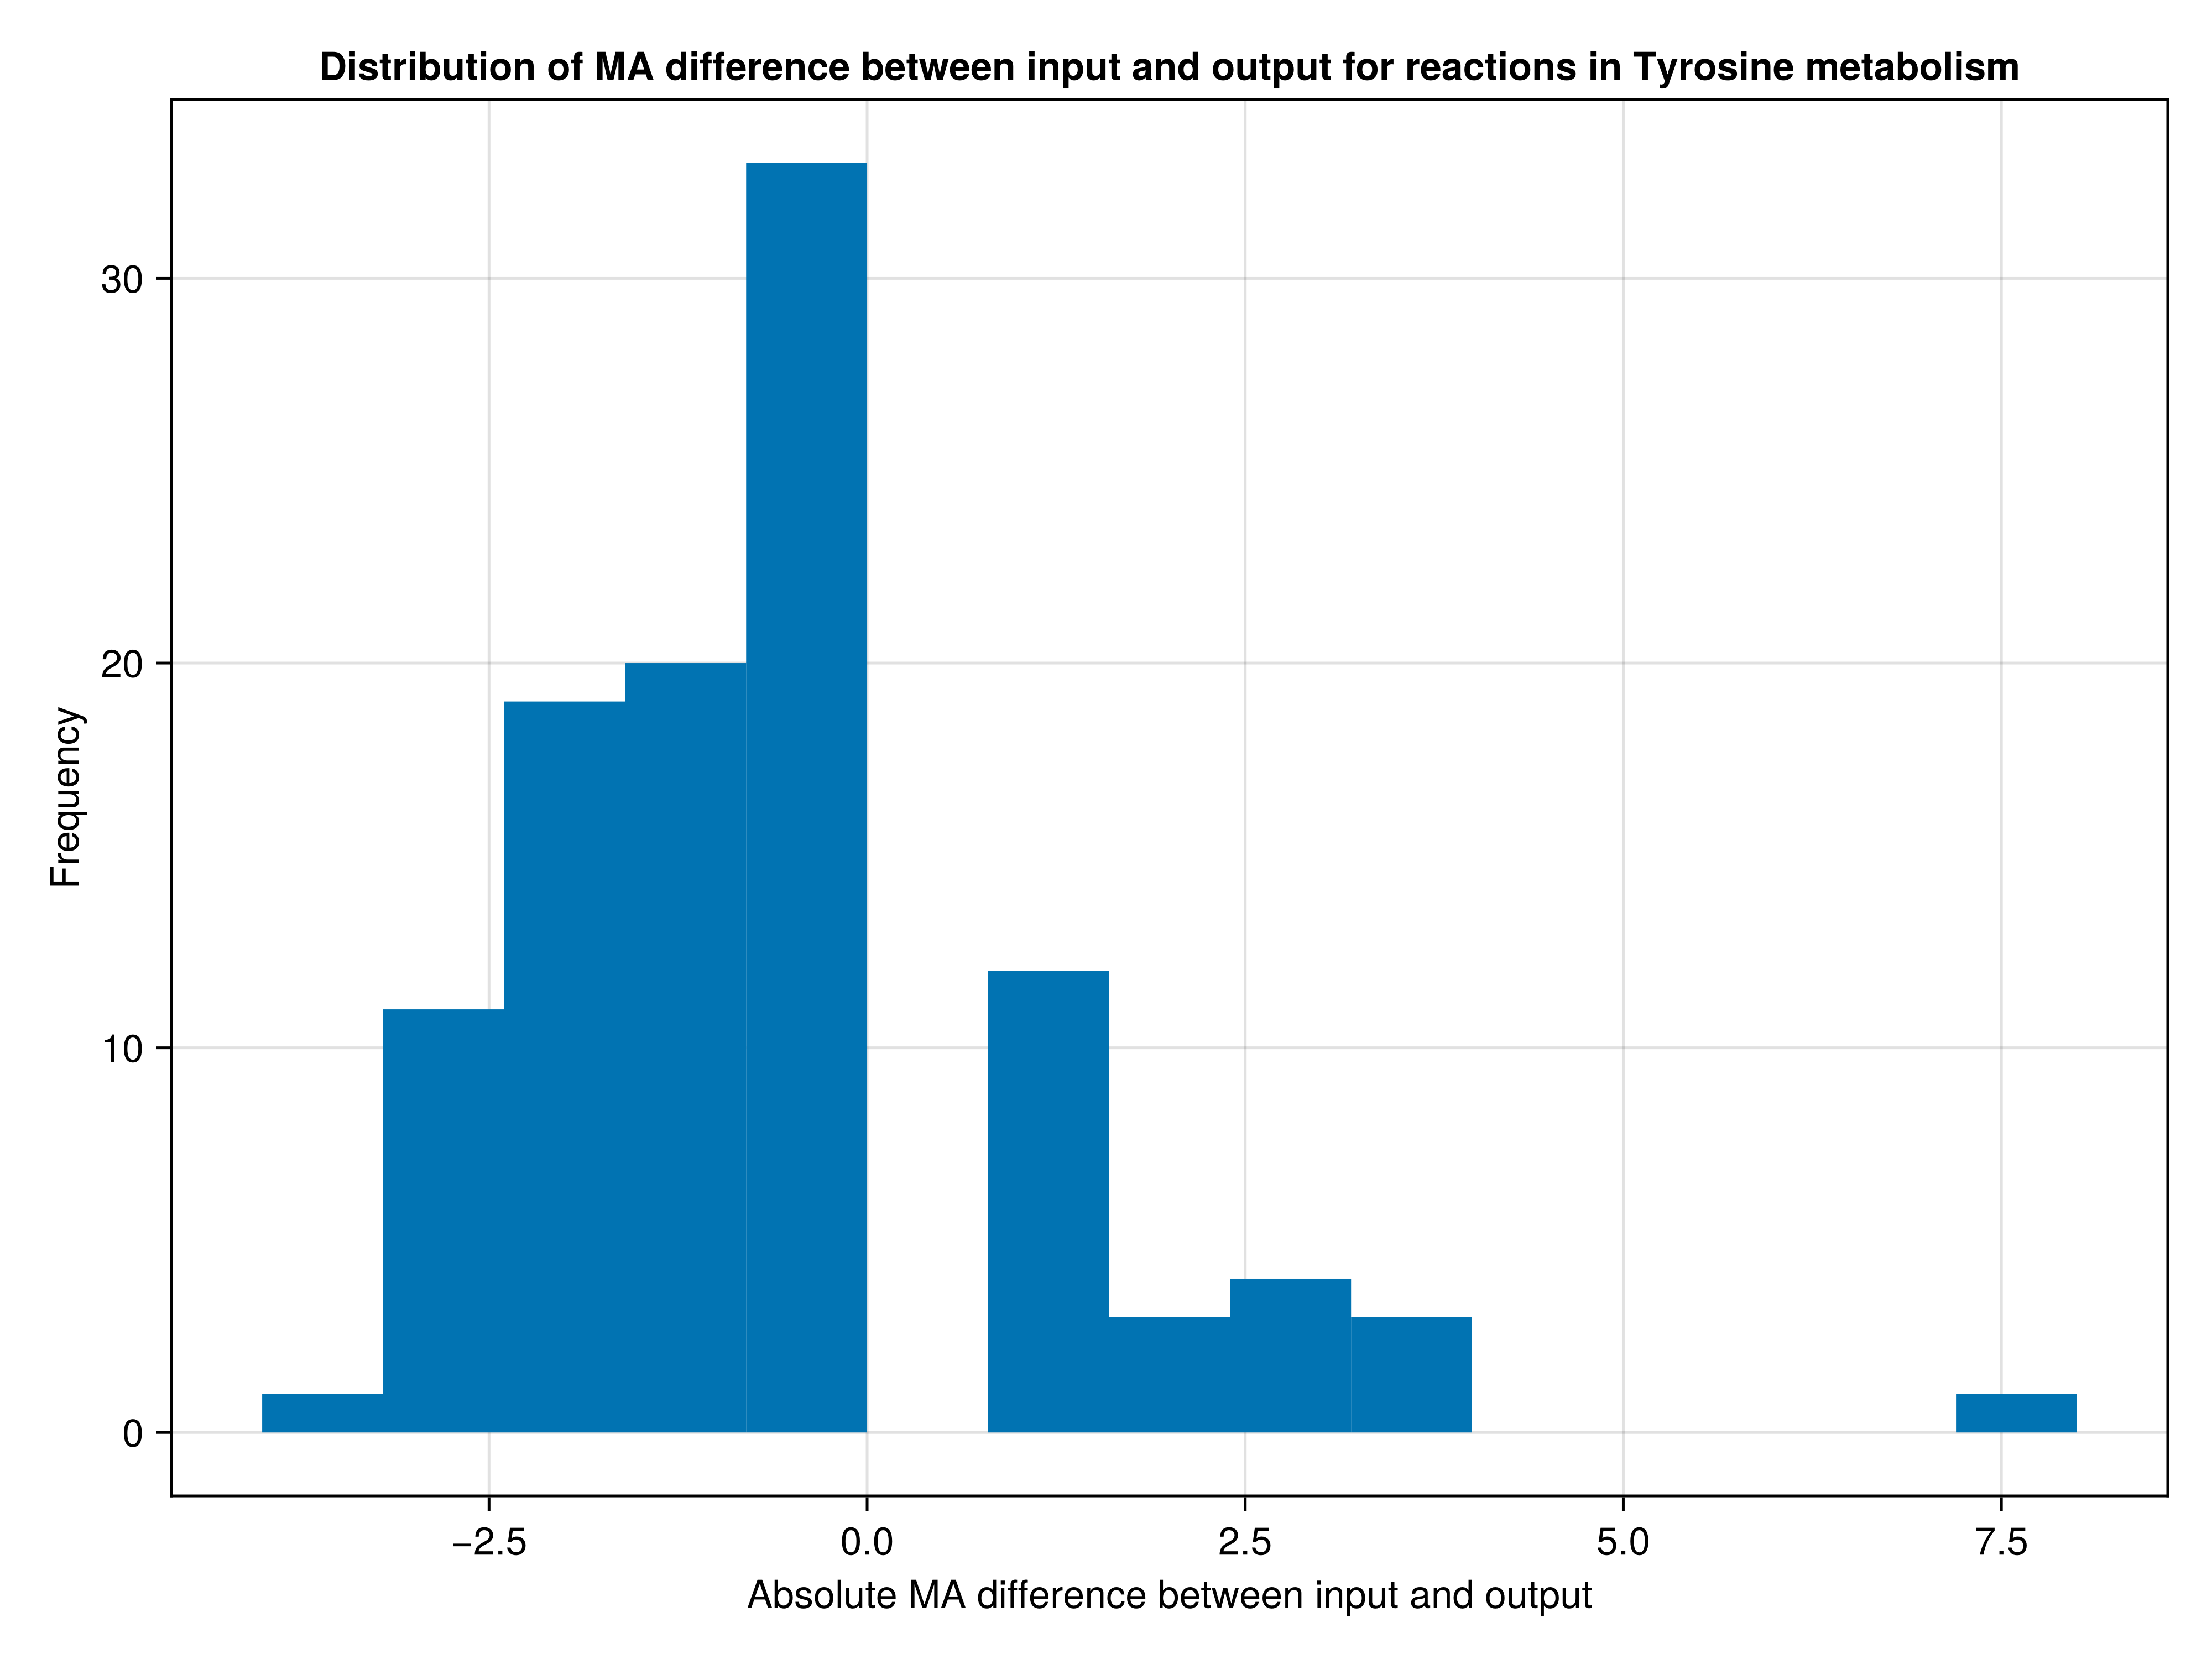 Distribution of MA difference between input and output for reactions in Tyrosine metabolism
30
20
10
0
Frequency
−2.5 0.0 2.5 5.0 7.5
Absolute MA difference between input and output